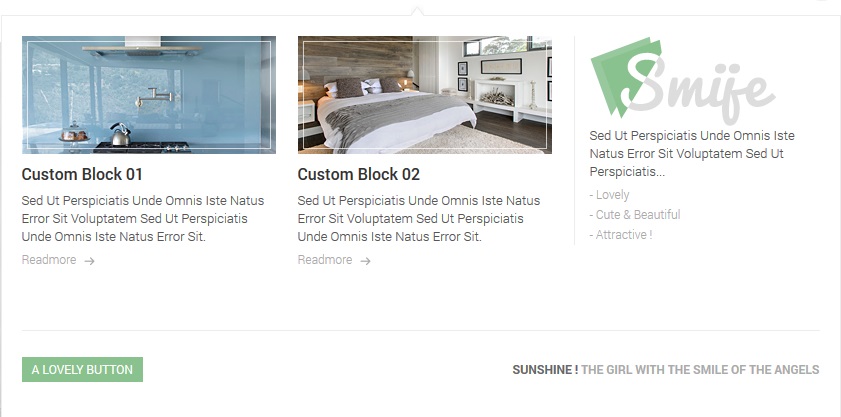 Custom Block 01
Sed Ut Perspiciatis Unde Omnis Iste Natus
Error Sit Voluptatem Sed Ut Perspiciatis
Unde Omnis Iste Natus Error Sit.
Readmore →
Custom Block 02
Sed Ut Perspiciatis Unde Omnis Iste Natus
Error Sit Voluptatem Sed Ut Perspiciatis
Unde Omnis Iste Natus Error Sit.
Readmore →
Smije
Sed Ut Perspiciatis Unde Omnis Iste
Natus Error Sit Voluptatem Sed Ut
Perspiciatis...
- Lovely
- Cute & Beautiful
- Attractive !
A LOVELY BUTTON
SUNSHINE ! THE GIRL WITH THE SMILE OF THE ANGELS